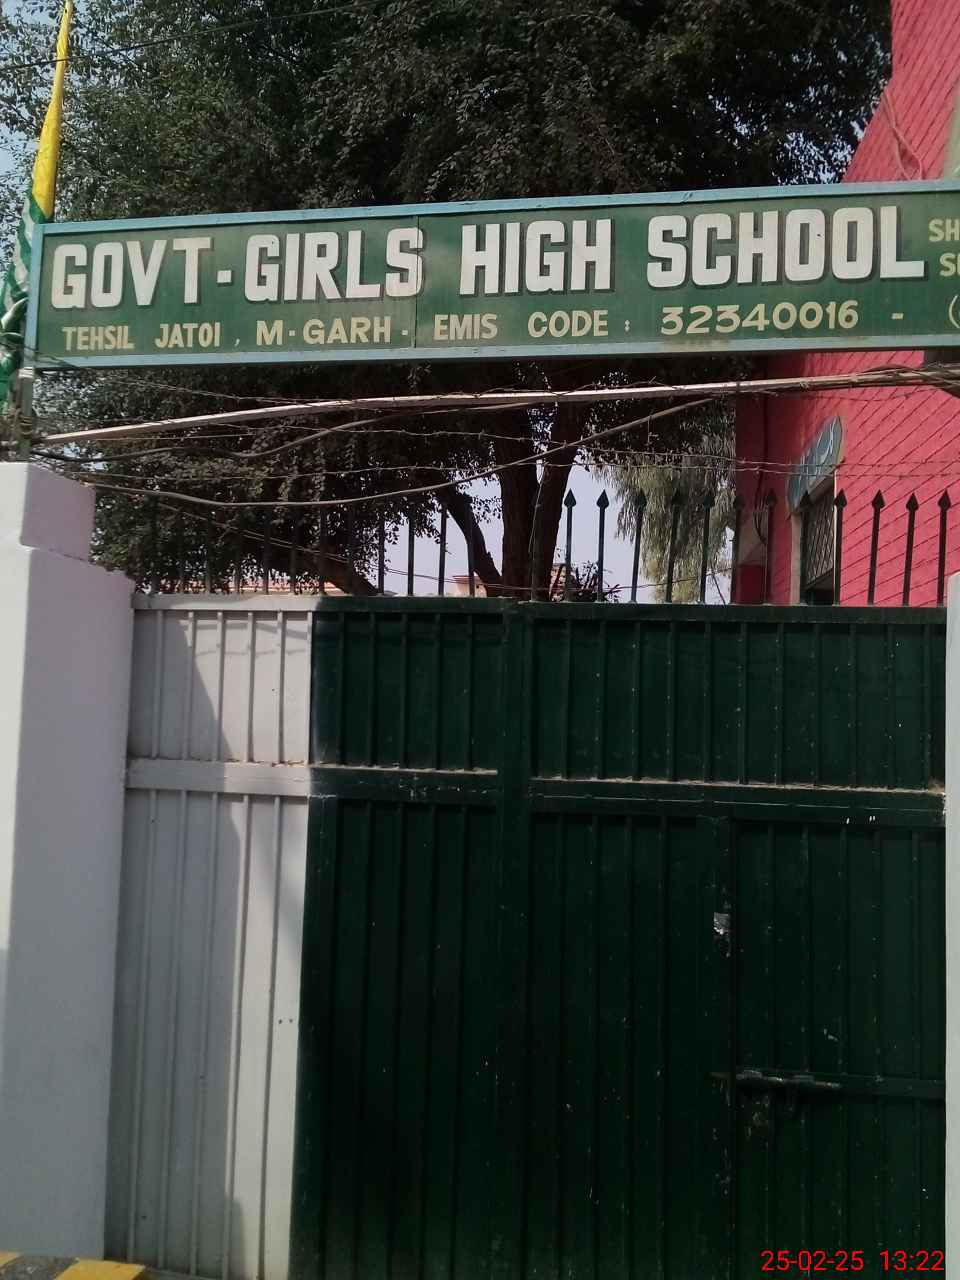 GOVT-GIRLS HIGH SCHOOL
TEHSIL JATOI, M-GARH- EMIS CODE: 32340016 -
25-02-25 13:22